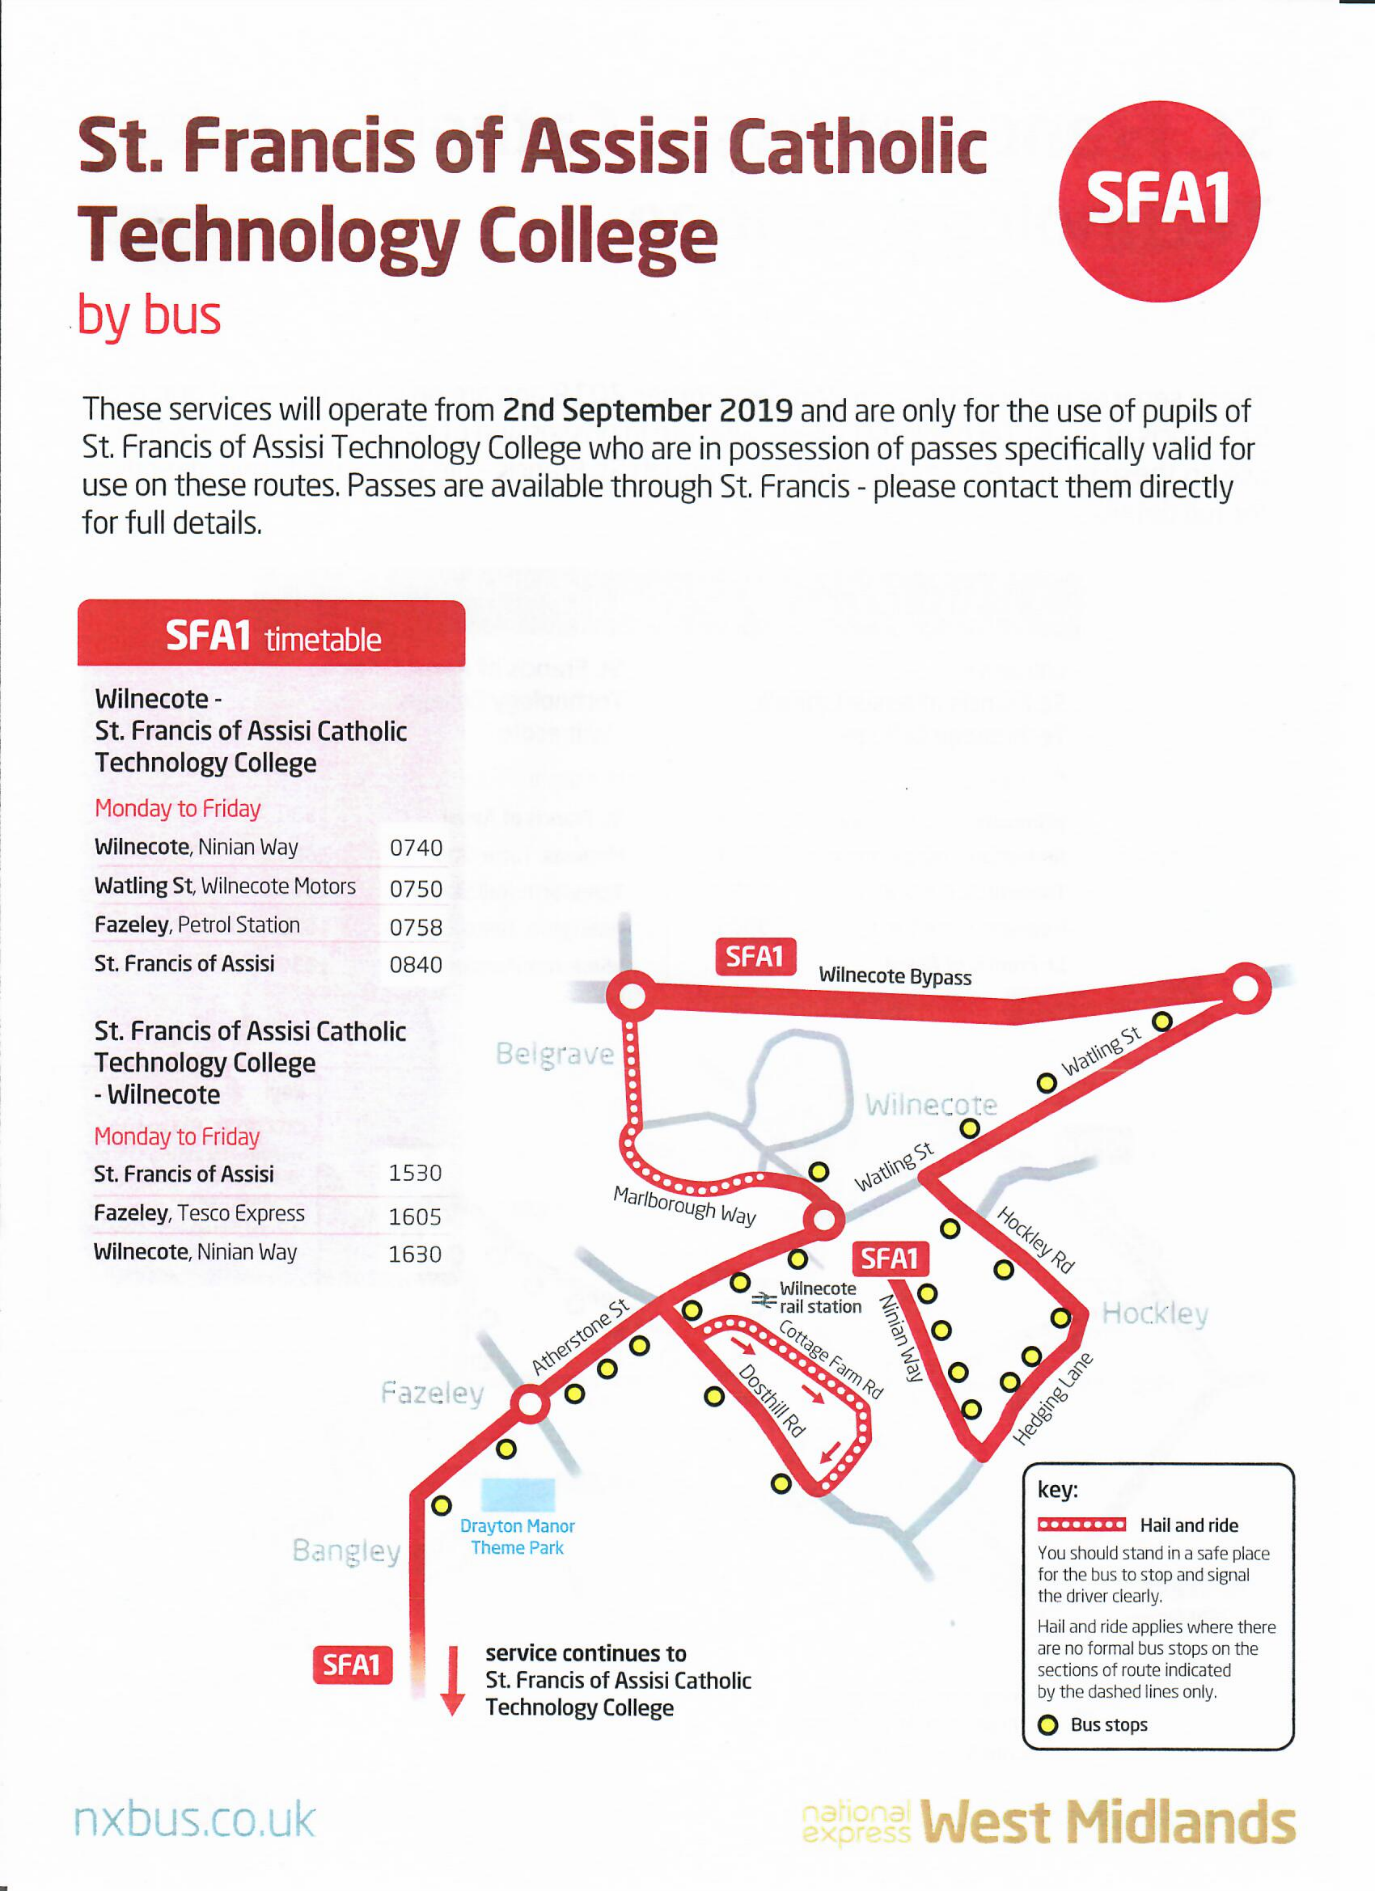 St. Francis of Assisi Catholic
Technology College
by bus
SFA1
These services will operate from 2nd September 2019 and are only for the use of pupils of
St. Francis of Assisi Technology College who are in possession of passes specifically valid for
use on these routes. Passes are available through St. Francis - please contact them directly
for full details.
SFA1 timetable
Wilnecote -
St. Francis of Assisi Catholic
Technology College
Monday to Friday
Wilnecote, Ninian Way 0740
Watling St, Wilnecote Motors 0750
Fazeley, Petrol Station 0758
St. Francis of Assisi 0840
St. Francis of Assisi Catholic
Technology College
- Wilnecote
Monday to Friday
St. Francis of Assisi 1530
Fazeley, Tesco Express 1605
Wilnecote, Ninian Way 1630
SFA1
Wilnecote Bypass
Belgrave
Watling St
Wilnecote
Watling St
Marlborough Way
Hockley Rd
SFA1
Wilnecote
rail station
Ninian Way
Hockley
Atherstone St
Cottage Farm Rd
Dosthill Rd
Hedging Lane
Fazeley
Drayton Manor
Theme Park
Bangley
SFA1
service continues to
St. Francis of Assisi Catholic
Technology College
key:
Hail and ride
You should stand in a safe place
for the bus to stop and signal
the driver clearly.
Hail and ride applies where there
are no formal bus stops on the
sections of route indicated
by the dashed lines only.
Bus stops
nxbus.co.uk
national
express
West Midlands